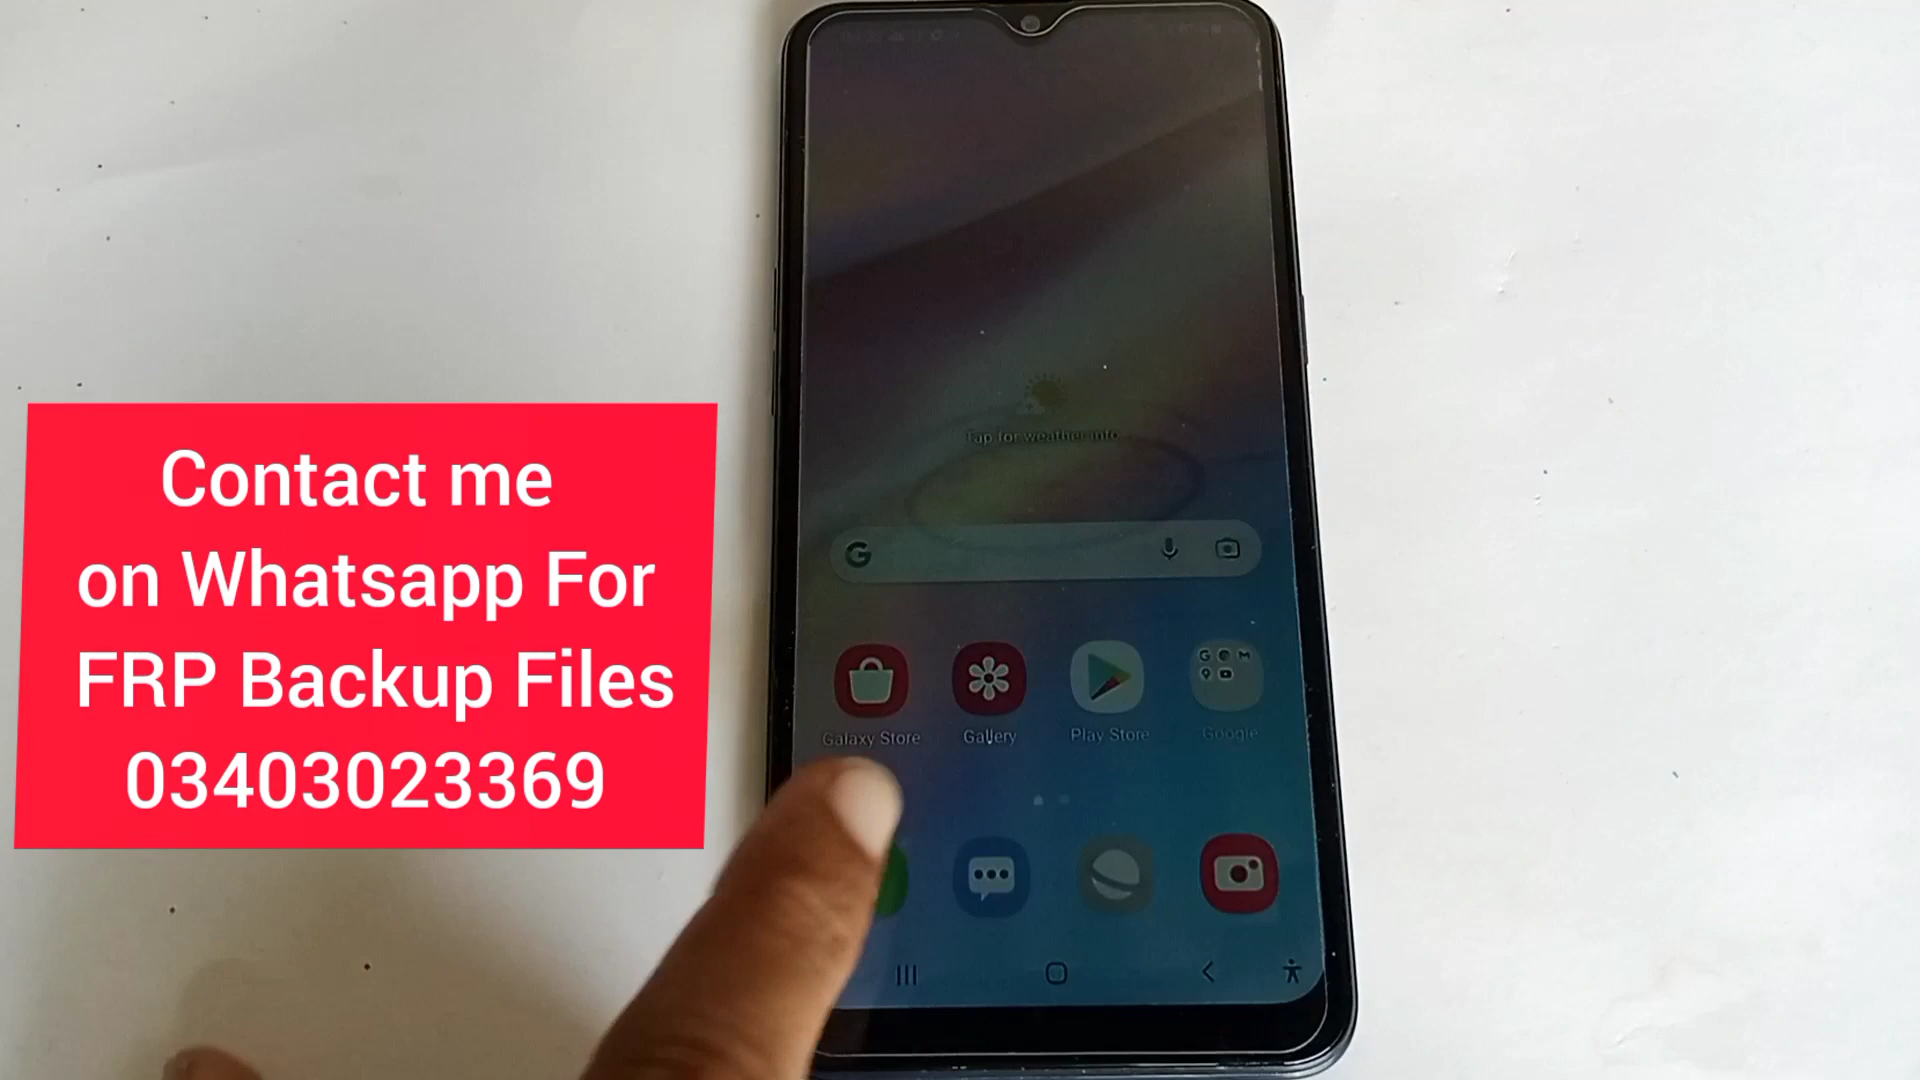 Contact me
on Whatsapp For
FRP Backup Files
03403023369
Tap for weather info
G
Galaxy Store
Gallery
Play Store
Google